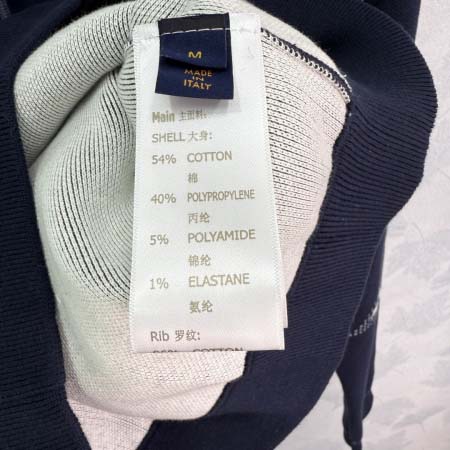 M
MADE
IN
ITALY
Main 主面料:
SHELL 大身:
54% COTTON
棉
40% POLYPROPYLENE
丙纶
5% POLYAMIDE
锦纶
1% ELASTANE
氨纶
Rib 罗纹:
COTTON